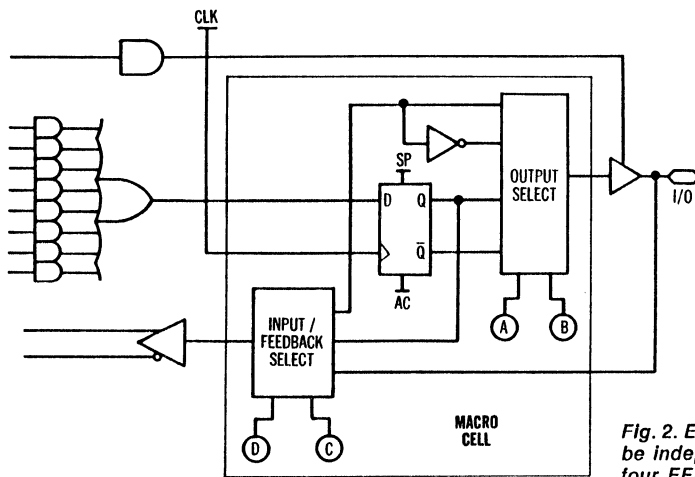 CLK
SP
D Q
Q̅
AC
OUTPUT
SELECT
I/O
A B
INPUT /
FEEDBACK
SELECT
D C
MACRO
CELL
Fig. 2. E
be indep
four EE